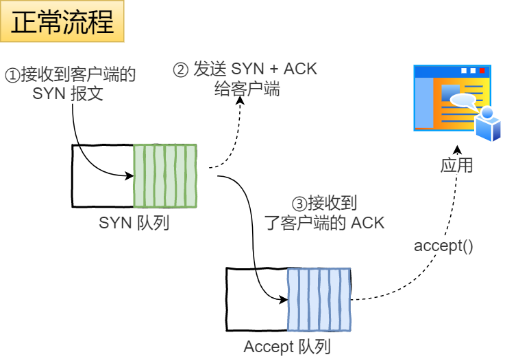 正常流程
①接收到客户端的
SYN 报文
② 发送 SYN + ACK
给客户端
SYN 队列
③接收到
了客户端的 ACK
应用
accept()
Accept 队列